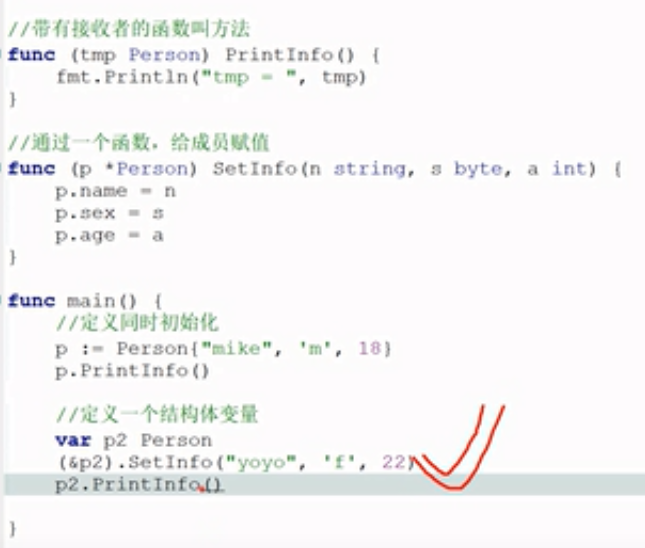 //带有接收者的函数叫方法
func (tmp Person) PrintInfo() {
    fmt.Println("tmp = ", tmp)
}
//通过一个函数，给成员赋值
func (p *Person) SetInfo(n string, s byte, a int) {
    p.name = n
    p.sex = s
    p.age = a
}
func main() {
    //定义同时初始化
    p := Person{"mike", 'm', 18}
    p.PrintInfo()
    //定义一个结构体变量
    var p2 Person
    (&p2).SetInfo("yoyo", 'f', 22)
    p2.PrintInfo()
}